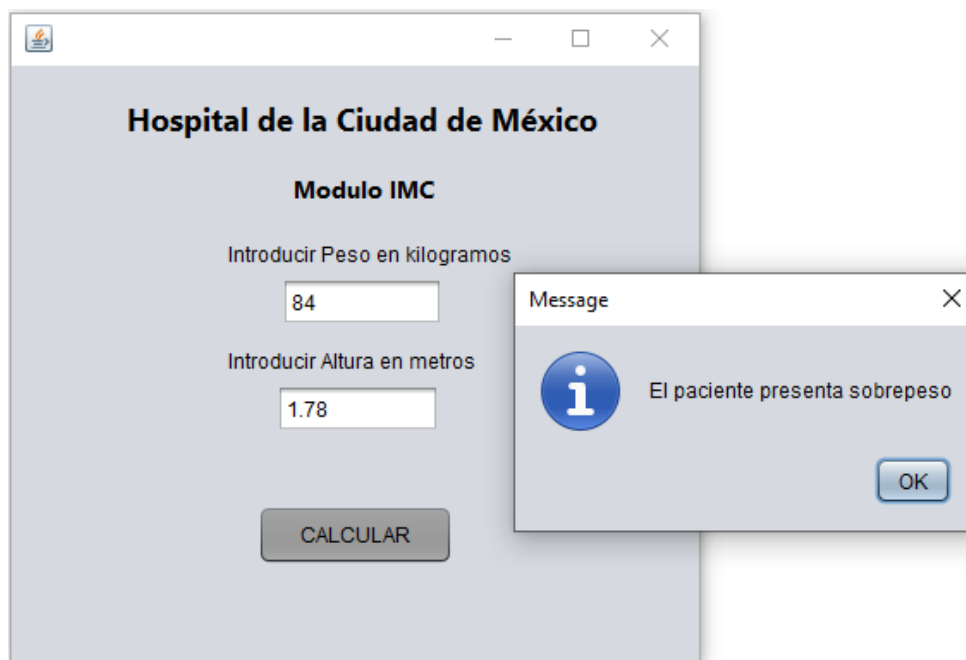 Hospital de la Ciudad de México
Modulo IMC
Introducir Peso en kilogramos
84
Introducir Altura en metros
1.78
CALCULAR
Message
El paciente presenta sobrepeso
OK